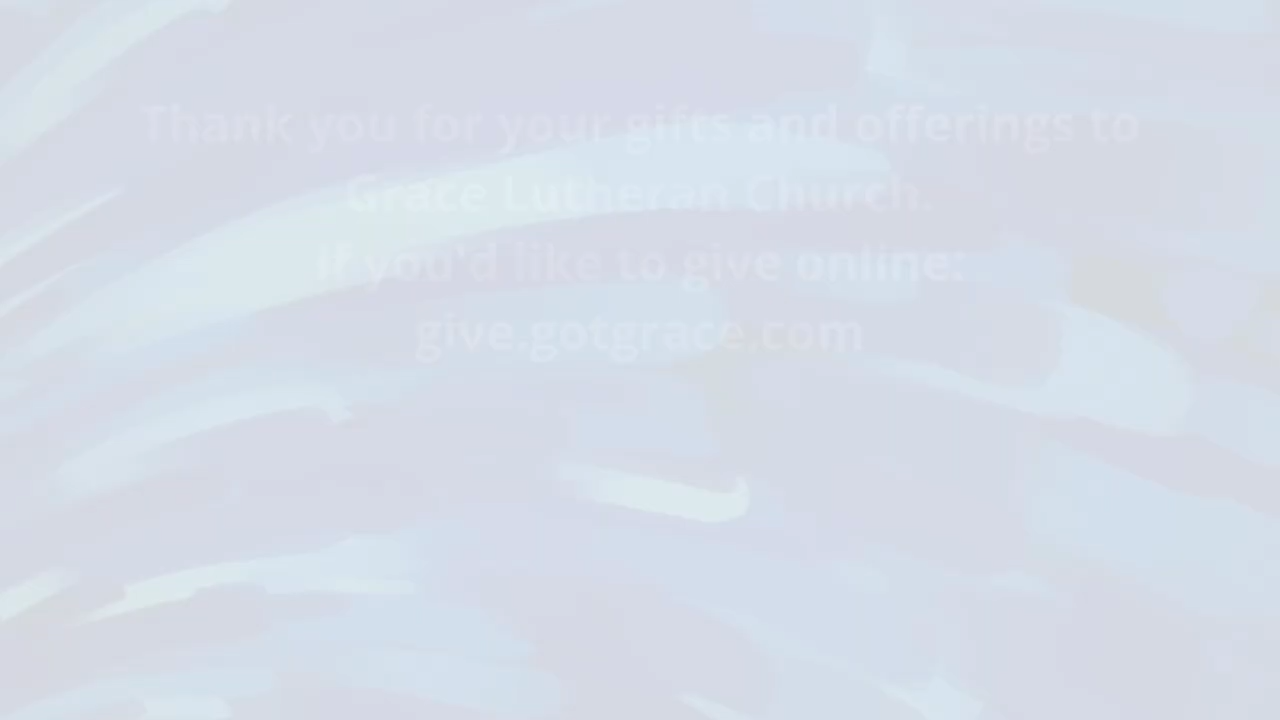 Thank you for your gifts and offerings to
Grace Lutheran Church.
If you'd like to give online:
give.gotgrace.com